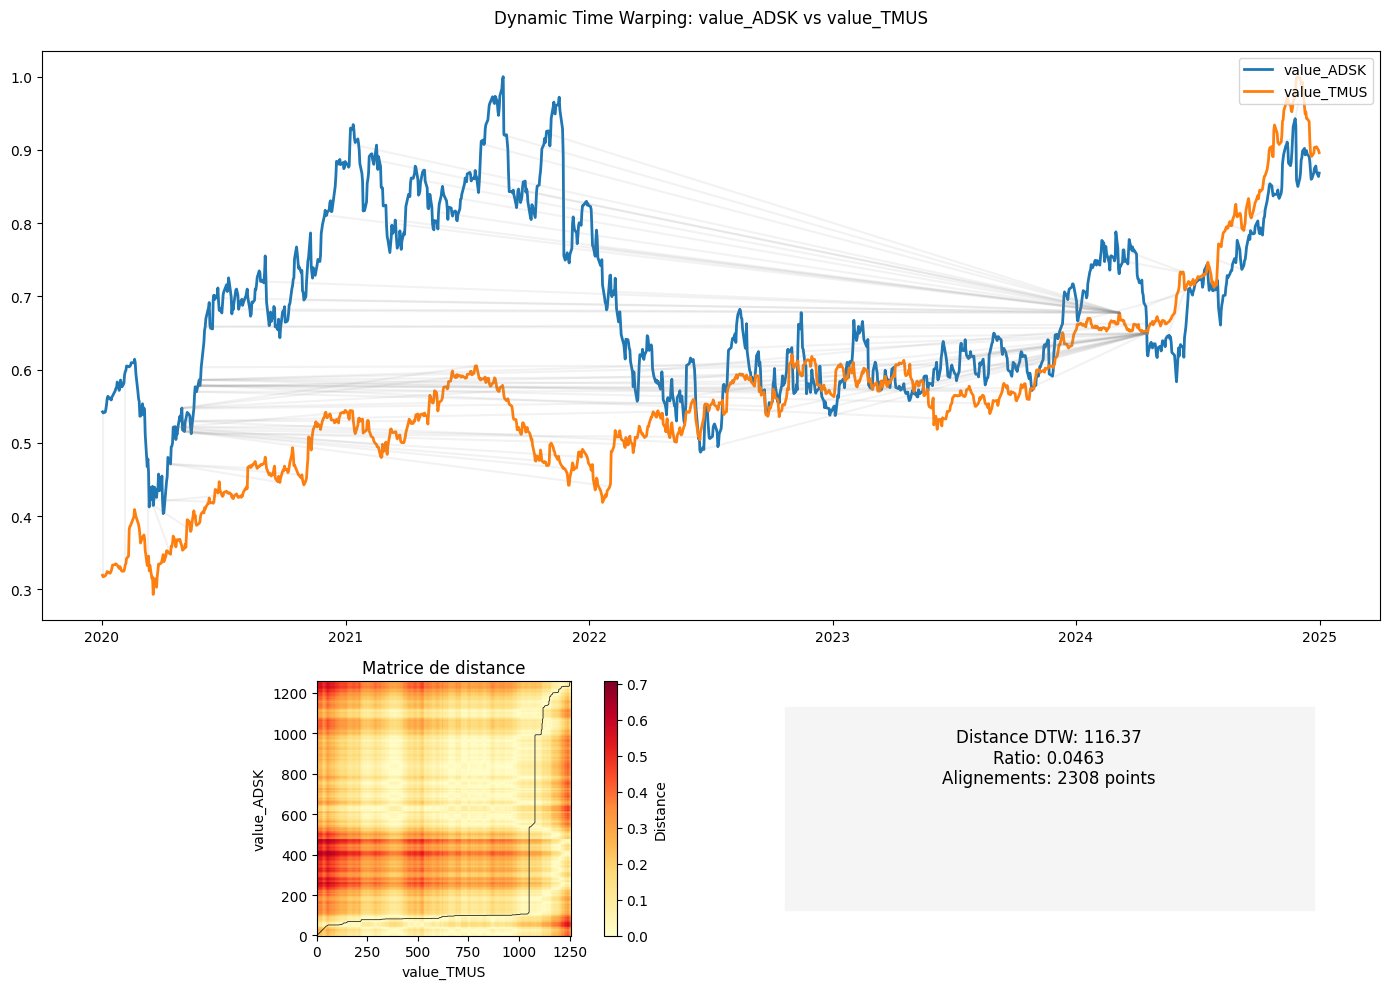 Dynamic Time Warping: value_ADSK vs value_TMUS
value_ADSK
value_TMUS
1.0
0.9
0.8
0.7
0.6
0.5
0.4
0.3
2020 2021 2022 2023 2024 2025
Matrice de distance
value_ADSK
1200
1000
800
600
400
200
0
0 250 500 750 1000 1250
value_TMUS
0.7
0.6
0.5
0.4
0.3
0.2
0.1
0.0
Distance
Distance DTW: 116.37
Ratio: 0.0463
Alignements: 2308 points